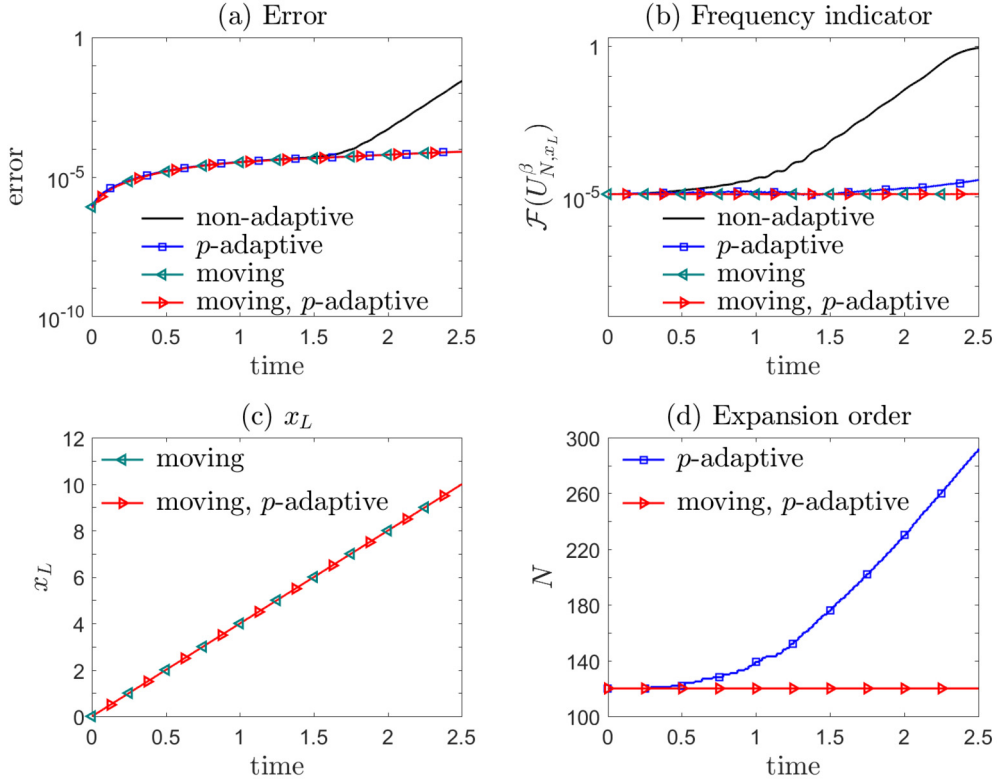 (a) Error
1
10^{-5}
10^{-10}
error
non-adaptive
p-adaptive
moving
moving, p-adaptive
0 0.5 1 1.5 2 2.5
time
(b) Frequency indicator
1
10^{-5}
\mathcal{F}(U_{N,x_L}^{\beta})
non-adaptive
p-adaptive
moving
moving, p-adaptive
0 0.5 1 1.5 2 2.5
time
(c) x_L
12
10
8
6
4
2
0
x_L
moving
moving, p-adaptive
0 0.5 1 1.5 2 2.5
time
(d) Expansion order
300
260
220
180
140
100
N
p-adaptive
moving, p-adaptive
0 0.5 1 1.5 2 2.5
time